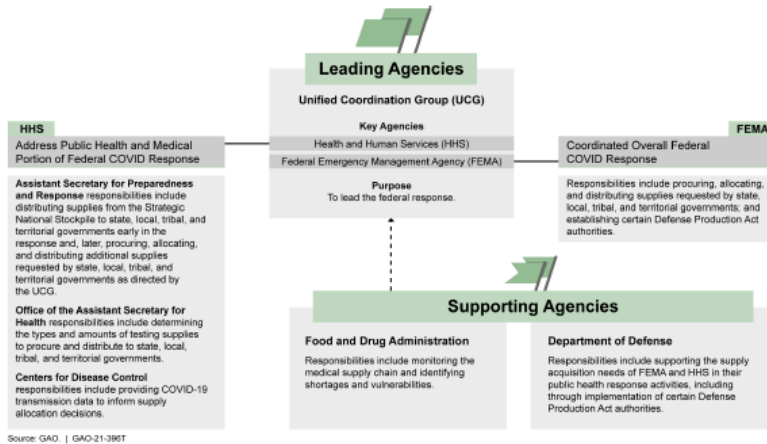 Leading Agencies
Unified Coordination Group (UCG)
Key Agencies
Health and Human Services (HHS)
Federal Emergency Management Agency (FEMA)
Purpose
To lead the federal response.
HHS
Address Public Health and Medical
Portion of Federal COVID Response
Assistant Secretary for Preparedness
and Response responsibilities include
distributing supplies from the Strategic
National Stockpile to state, local, tribal, and
territorial governments early in the
response and, later, procuring, allocating,
and distributing additional supplies
requested by state, local, tribal, and
territorial governments as directed by
the UCG.
Office of the Assistant Secretary for
Health responsibilities include determining
the types and amounts of testing supplies
to procure and distribute to state, local,
tribal, and territorial governments.
Centers for Disease Control
responsibilities include providing COVID-19
transmission data to inform supply
allocation decisions.
FEMA
Coordinated Overall Federal
COVID Response
Responsibilities include procuring, allocating,
and distributing supplies requested by state,
local, tribal, and territorial governments; and
establishing certain Defense Production Act
authorities.
Supporting Agencies
Food and Drug Administration
Responsibilities include monitoring the
medical supply chain and identifying
shortages and vulnerabilities.
Department of Defense
Responsibilities include supporting the supply
acquisition needs of FEMA and HHS in their
public health response activities, including
through implementation of certain Defense
Production Act authorities.
Source: GAO. | GAO-21-396T